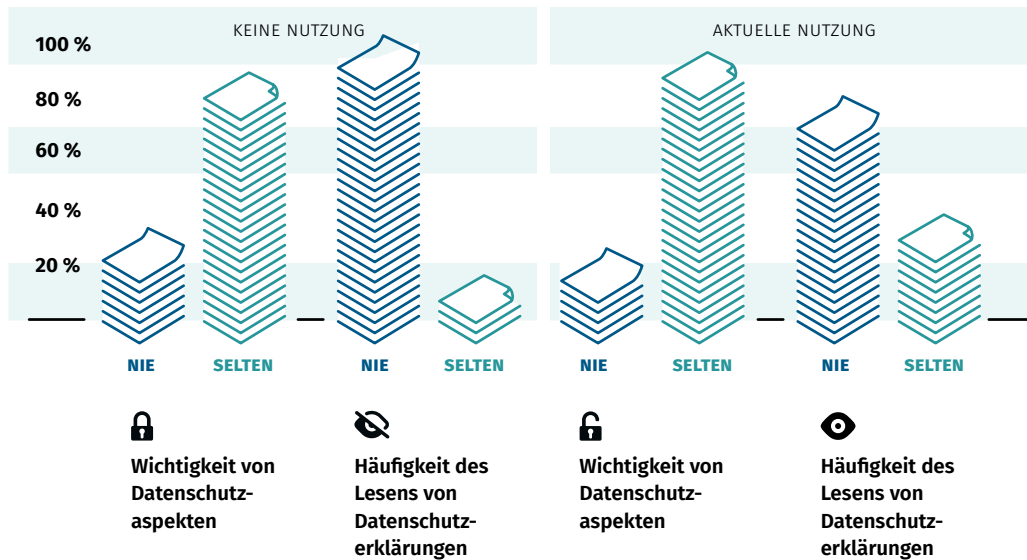 KEINE NUTZUNG
AKTUELLE NUTZUNG
100 %
80 %
60 %
40 %
20 %
NIE
SELTEN
NIE
SELTEN
NIE
SELTEN
NIE
SELTEN
Wichtigkeit von
Datenschutz-
aspekten
Häufigkeit des
Lesens von
Datenschutz-
erklärungen
Wichtigkeit von
Datenschutz-
aspekten
Häufigkeit des
Lesens von
Datenschutz-
erklärungen